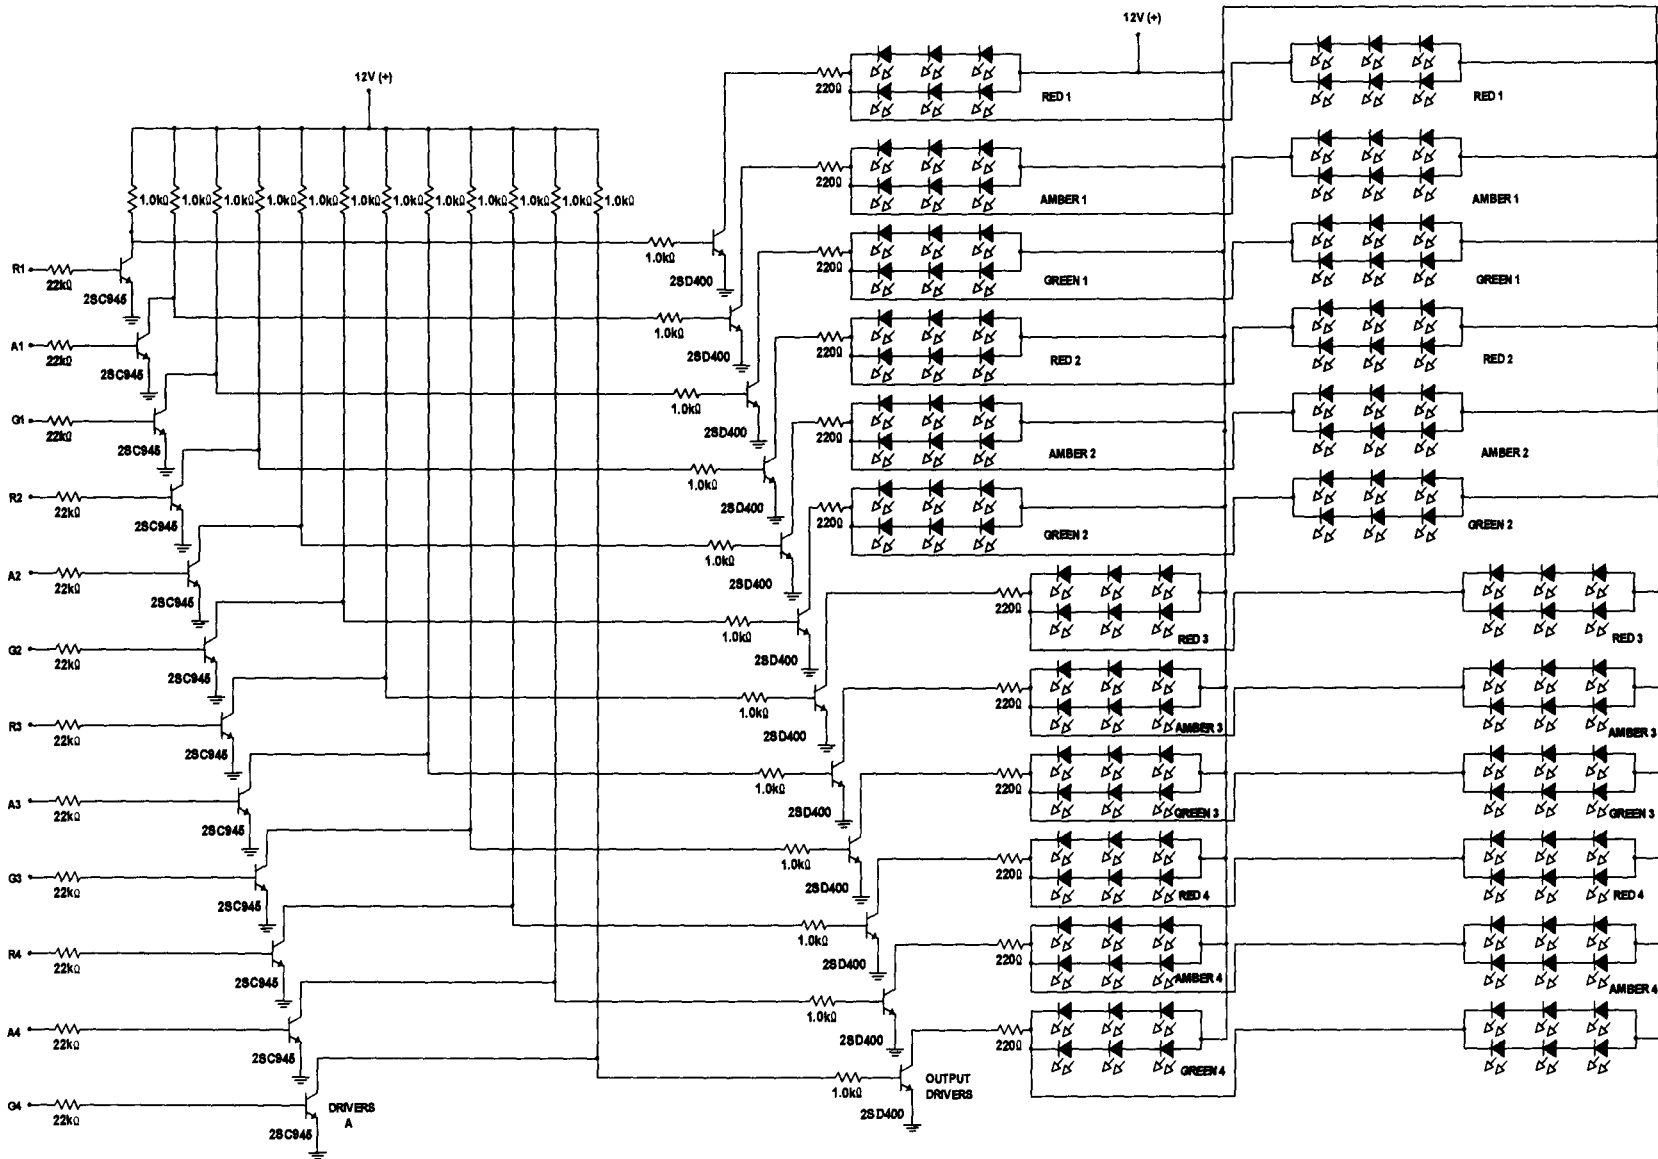 12V (+)
12V (+)
220Ω
RED 1
RED 1
1.0kΩ 1.0kΩ 1.0kΩ 1.0kΩ 1.0kΩ 1.0kΩ 1.0kΩ 1.0kΩ 1.0kΩ 1.0kΩ 1.0kΩ 1.0kΩ
220Ω
AMBER 1
AMBER 1
R1
22kΩ
2SC945
1.0kΩ
2SD400
220Ω
GREEN 1
GREEN 1
A1
22kΩ
2SC945
1.0kΩ
2SD400
220Ω
RED 2
RED 2
G1
22kΩ
2SC945
1.0kΩ
2SD400
220Ω
AMBER 2
AMBER 2
R2
22kΩ
2SC945
1.0kΩ
2SD400
220Ω
GREEN 2
GREEN 2
A2
22kΩ
2SC945
1.0kΩ
2SD400
220Ω
RED 3
RED 3
G2
22kΩ
2SC945
1.0kΩ
2SD400
220Ω
AMBER 3
AMBER 3
R3
22kΩ
2SC945
1.0kΩ
2SD400
220Ω
GREEN 3
GREEN 3
A3
22kΩ
2SC945
1.0kΩ
2SD400
220Ω
RED 4
RED 4
G3
22kΩ
2SC945
1.0kΩ
2SD400
220Ω
AMBER 4
AMBER 4
R4
22kΩ
2SC945
1.0kΩ
2SD400
220Ω
GREEN 4
A4
22kΩ
2SC945
1.0kΩ
2SD400
OUTPUT
DRIVERS
G4
22kΩ
2SC945
DRIVERS
A
1.0kΩ
2SD400